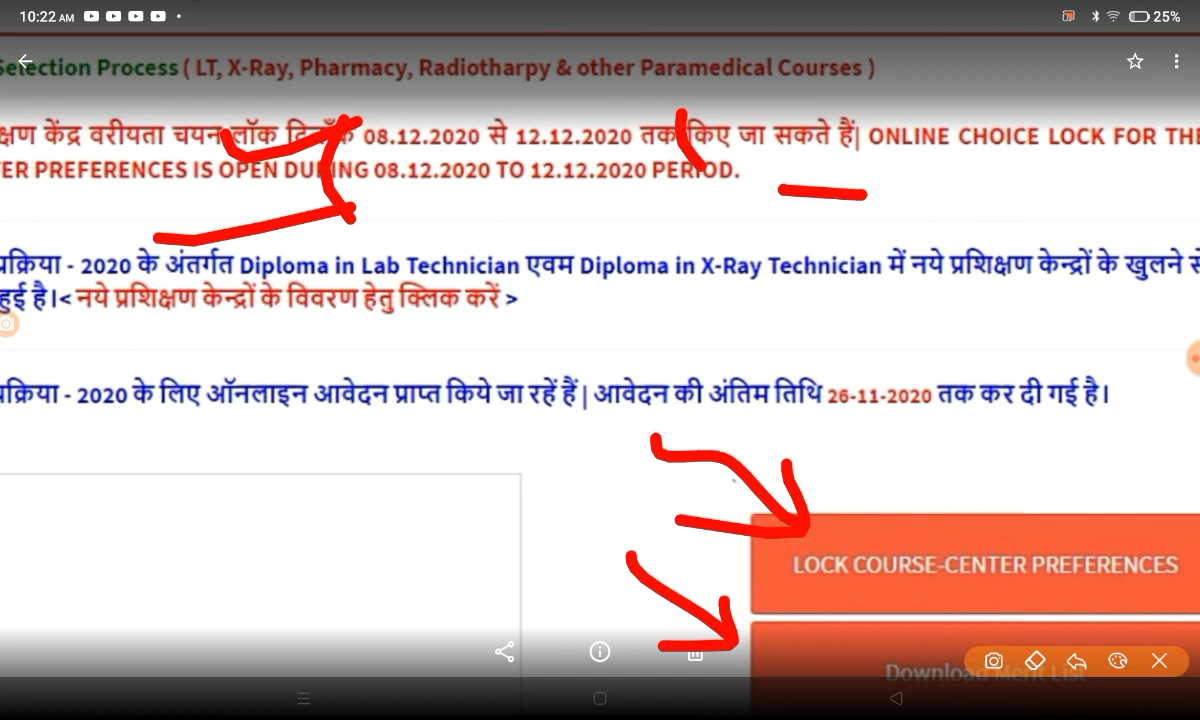 10:22 AM
25%
Selection Process ( LT, X-Ray, Pharmacy, Radiotharpy & other Paramedical Courses )
क्षण केंद्र वरीयता चयन लॉक दिनाँक 08.12.2020 से 12.12.2020 तक किए जा सकते हैं| ONLINE CHOICE LOCK FOR THE
ER PREFERENCES IS OPEN DURING 08.12.2020 TO 12.12.2020 PERIOD.
प्रक्रिया - 2020 के अंतर्गत Diploma in Lab Technician एवम Diploma in X-Ray Technician में नये प्रशिक्षण केन्द्रों के खुलने से
हुई है।< नये प्रशिक्षण केन्द्रों के विवरण हेतु क्लिक करें >
प्रक्रिया - 2020 के लिए ऑनलाइन आवेदन प्राप्त किये जा रहें हैं | आवेदन की अंतिम तिथि 26-11-2020 तक कर दी गई है।
LOCK COURSE-CENTER PREFERENCES
Download Merit List